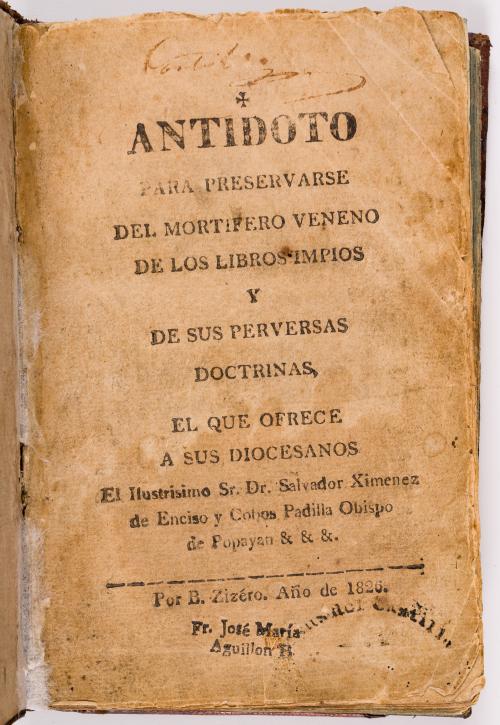 ANTIDOTO
PARA PRESERVARSE
DEL MORTIFERO VENENO
DE LOS LIBROS IMPIOS
Y
DE SUS PERVERSAS
DOCTRINAS,
EL QUE OFRECE
A SUS DIOCESANOS
El Ilustrisimo Sr. Dr. Salvador Ximenez
de Enciso y Cobos Padilla Obispo
de Popayan & & &.
Por B. Zizéro. Año de 1826.
Fr. José María
Aguillon R
del Castillo